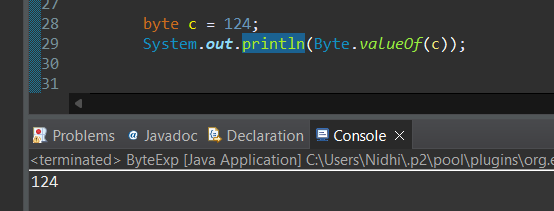 27
28 byte c = 124;
29 System.out.println(Byte.valueOf(c));
30
31
Problems @ Javadoc Declaration Console
<terminated> ByteExp [Java Application] C:\Users\Nidhi\.p2\pool\plugins\org.e
124